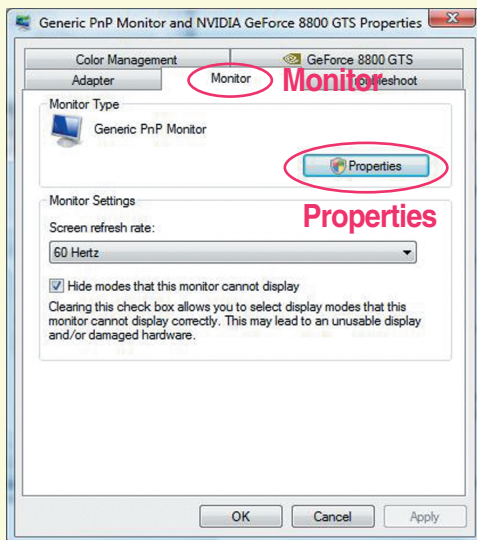 Generic PnP Monitor and NVIDIA GeForce 8800 GTS Properties
Color Management
GeForce 8800 GTS
Adapter
Monitor
Monitor
Monitor Type
Generic PnP Monitor
Properties
Properties
Monitor Settings
Screen refresh rate:
60 Hertz
Hide modes that this monitor cannot display
Clearing this check box allows you to select display modes that this
monitor cannot display correctly. This may lead to an unusable display
and/or damaged hardware.
OK
Cancel
Apply